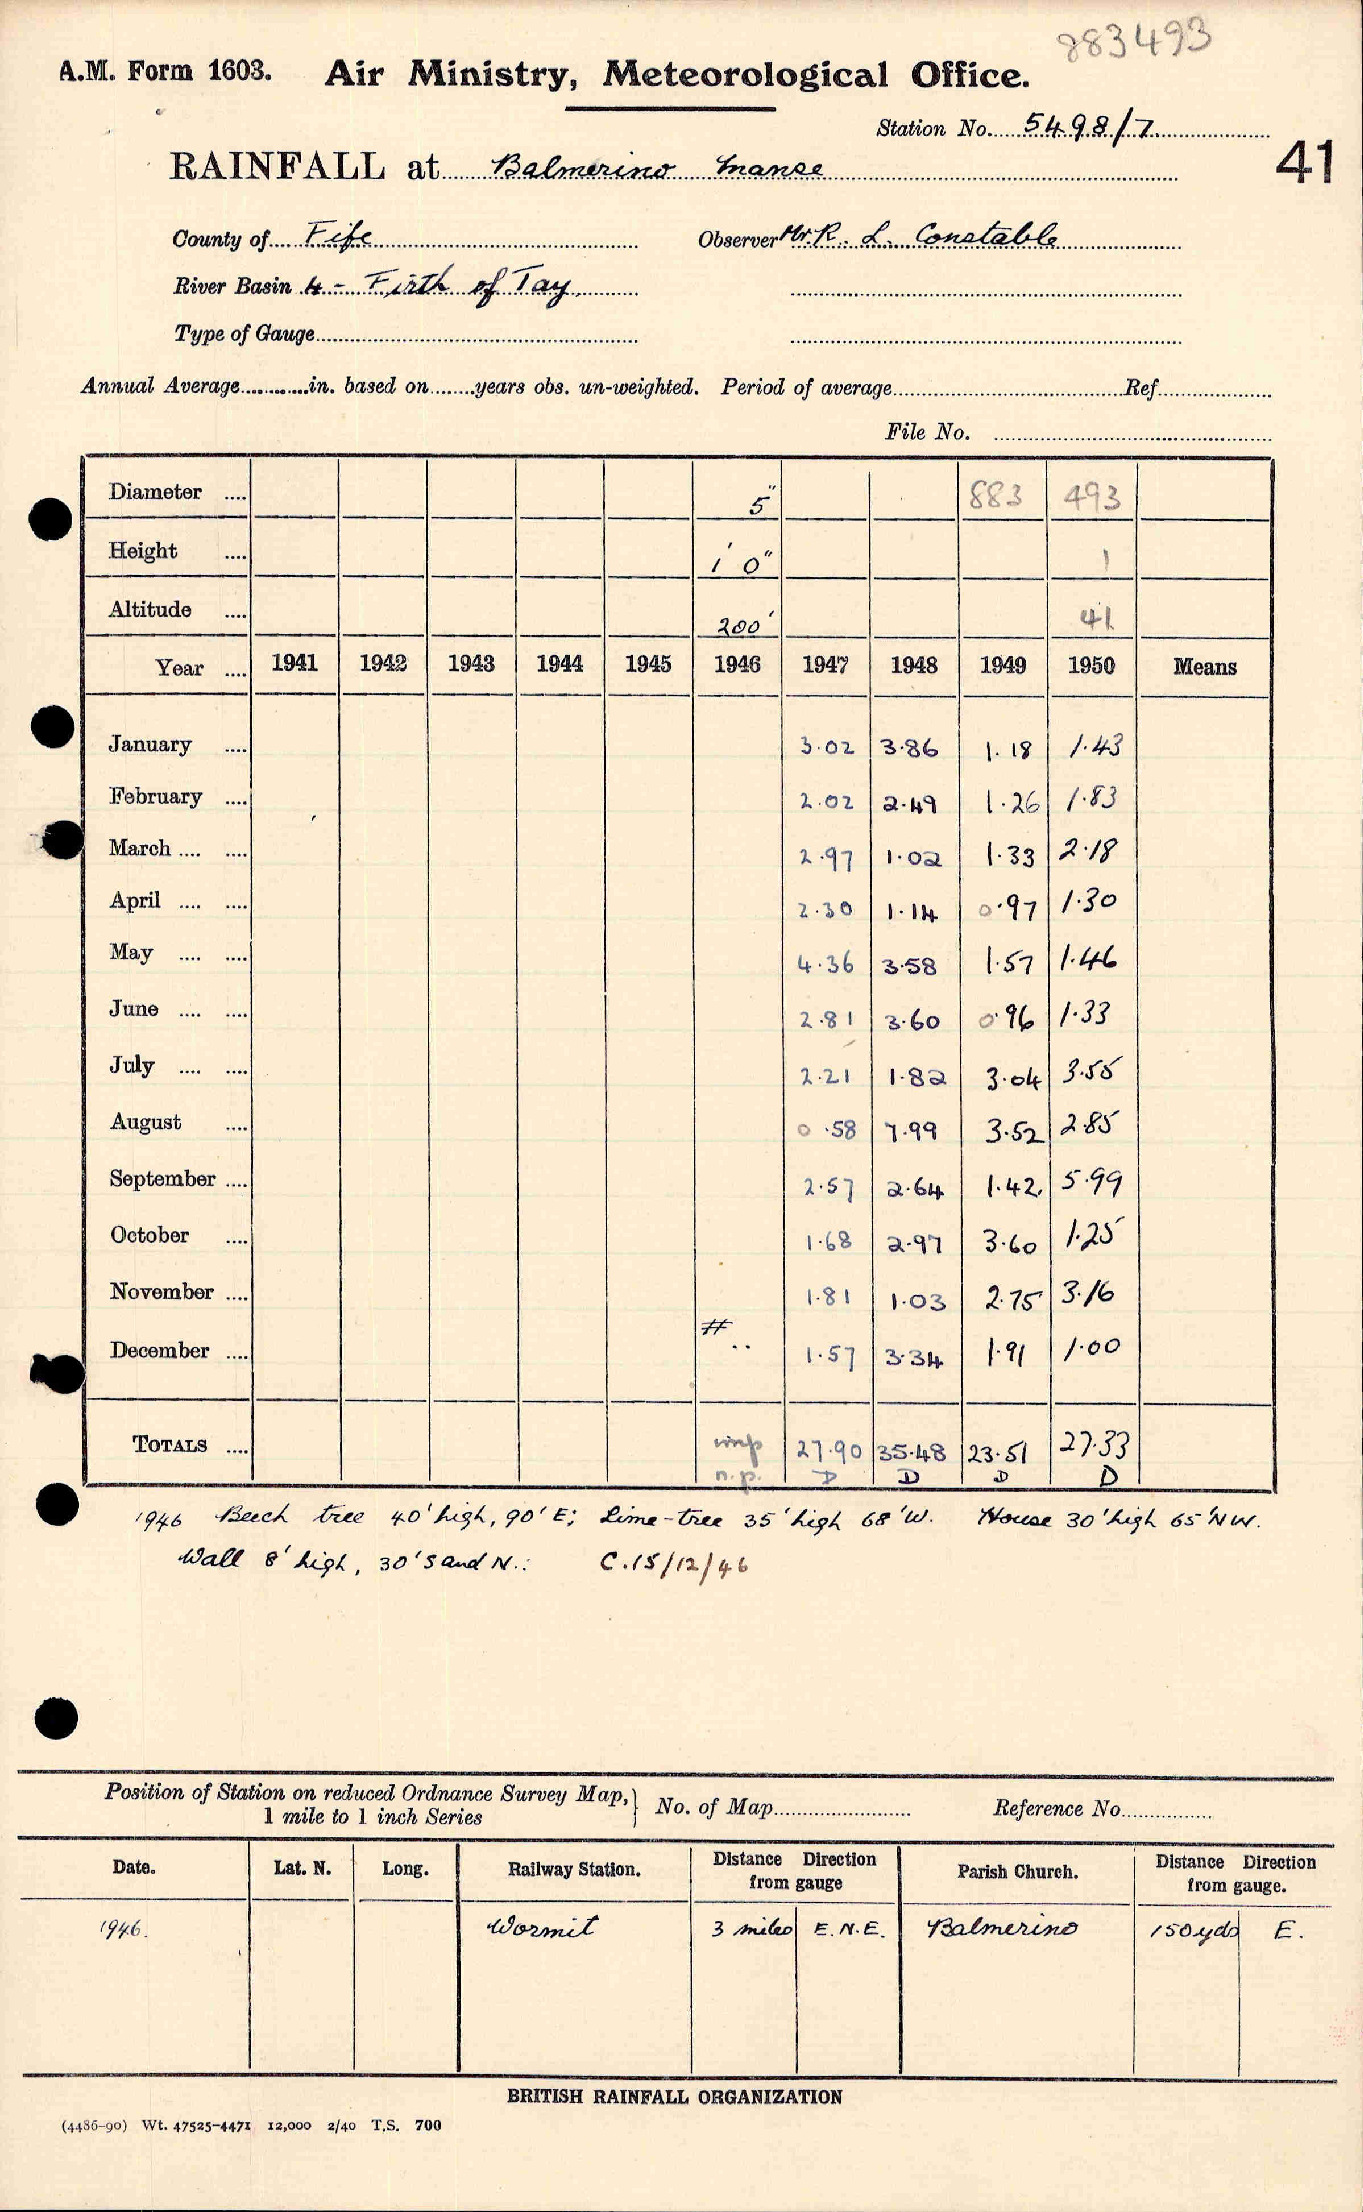 883493
A.M. Form 1603. Air Ministry, Meteorological Office.
Station No. 5498/7
41
RAINFALL at Balmerino Manse
County of Fife Observer Mr. R. L. Constable
River Basin 4 - Firth of Tay
Type of Gauge
Annual Average in. based on years obs. un-weighted. Period of average Ref.
File No.
Diameter .... 5" 883 493
Height .... 1' 0" 1
Altitude .... 200' 41
Year .... 1941 1942 1943 1944 1945 1946 1947 1948 1949 1950 Means
January .... 3.02 3.86 1.18 1.43
February .... 2.02 2.49 1.26 1.83
March .... .... 2.97 1.02 1.33 2.18
April .... .... 2.30 1.14 0.97 1.30
May .... .... 4.36 3.58 1.57 1.46
June .... .... 2.81 3.60 0.96 1.33
July .... .... 2.21 1.82 3.04 3.55
August .... 0.58 7.99 3.52 2.85
September .... 2.57 2.64 1.42 5.99
October .... 1.68 2.97 3.60 1.25
November .... 1.81 1.03 2.75 3.16
December .... # .. 1.57 3.34 1.91 1.00
TOTALS .... imp 27.90 35.48 23.51 27.33
n.p. D D D D
1946 Beech tree 40' high, 90' E; Lime-tree 35' high 68' W. House 30' high 65' NW.
Wall 8' high, 30' S and N.: C.15/12/46
Position of Station on reduced Ordnance Survey Map,
1 mile to 1 inch Series } No. of Map Reference No.
Date. Lat. N. Long. Railway Station. Distance Direction from gauge Parish Church. Distance Direction from gauge.
1946. Wormit 3 miles E.N.E. Balmerino 150 yds E.
BRITISH RAINFALL ORGANIZATION
(4486-90) Wt. 47525-4471 12,000 2/40 T.S. 700